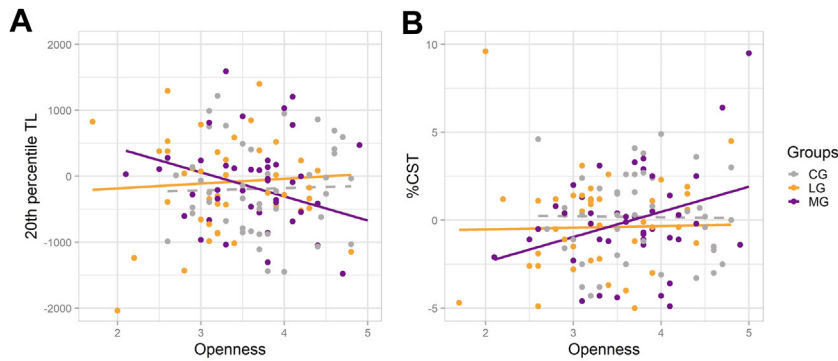 A
20th percentile TL
2000
1000
0
-1000
-2000
2
3
4
5
Openness
B
%CST
10
5
0
-5
2
3
4
5
Openness
Groups
CG
LG
MG